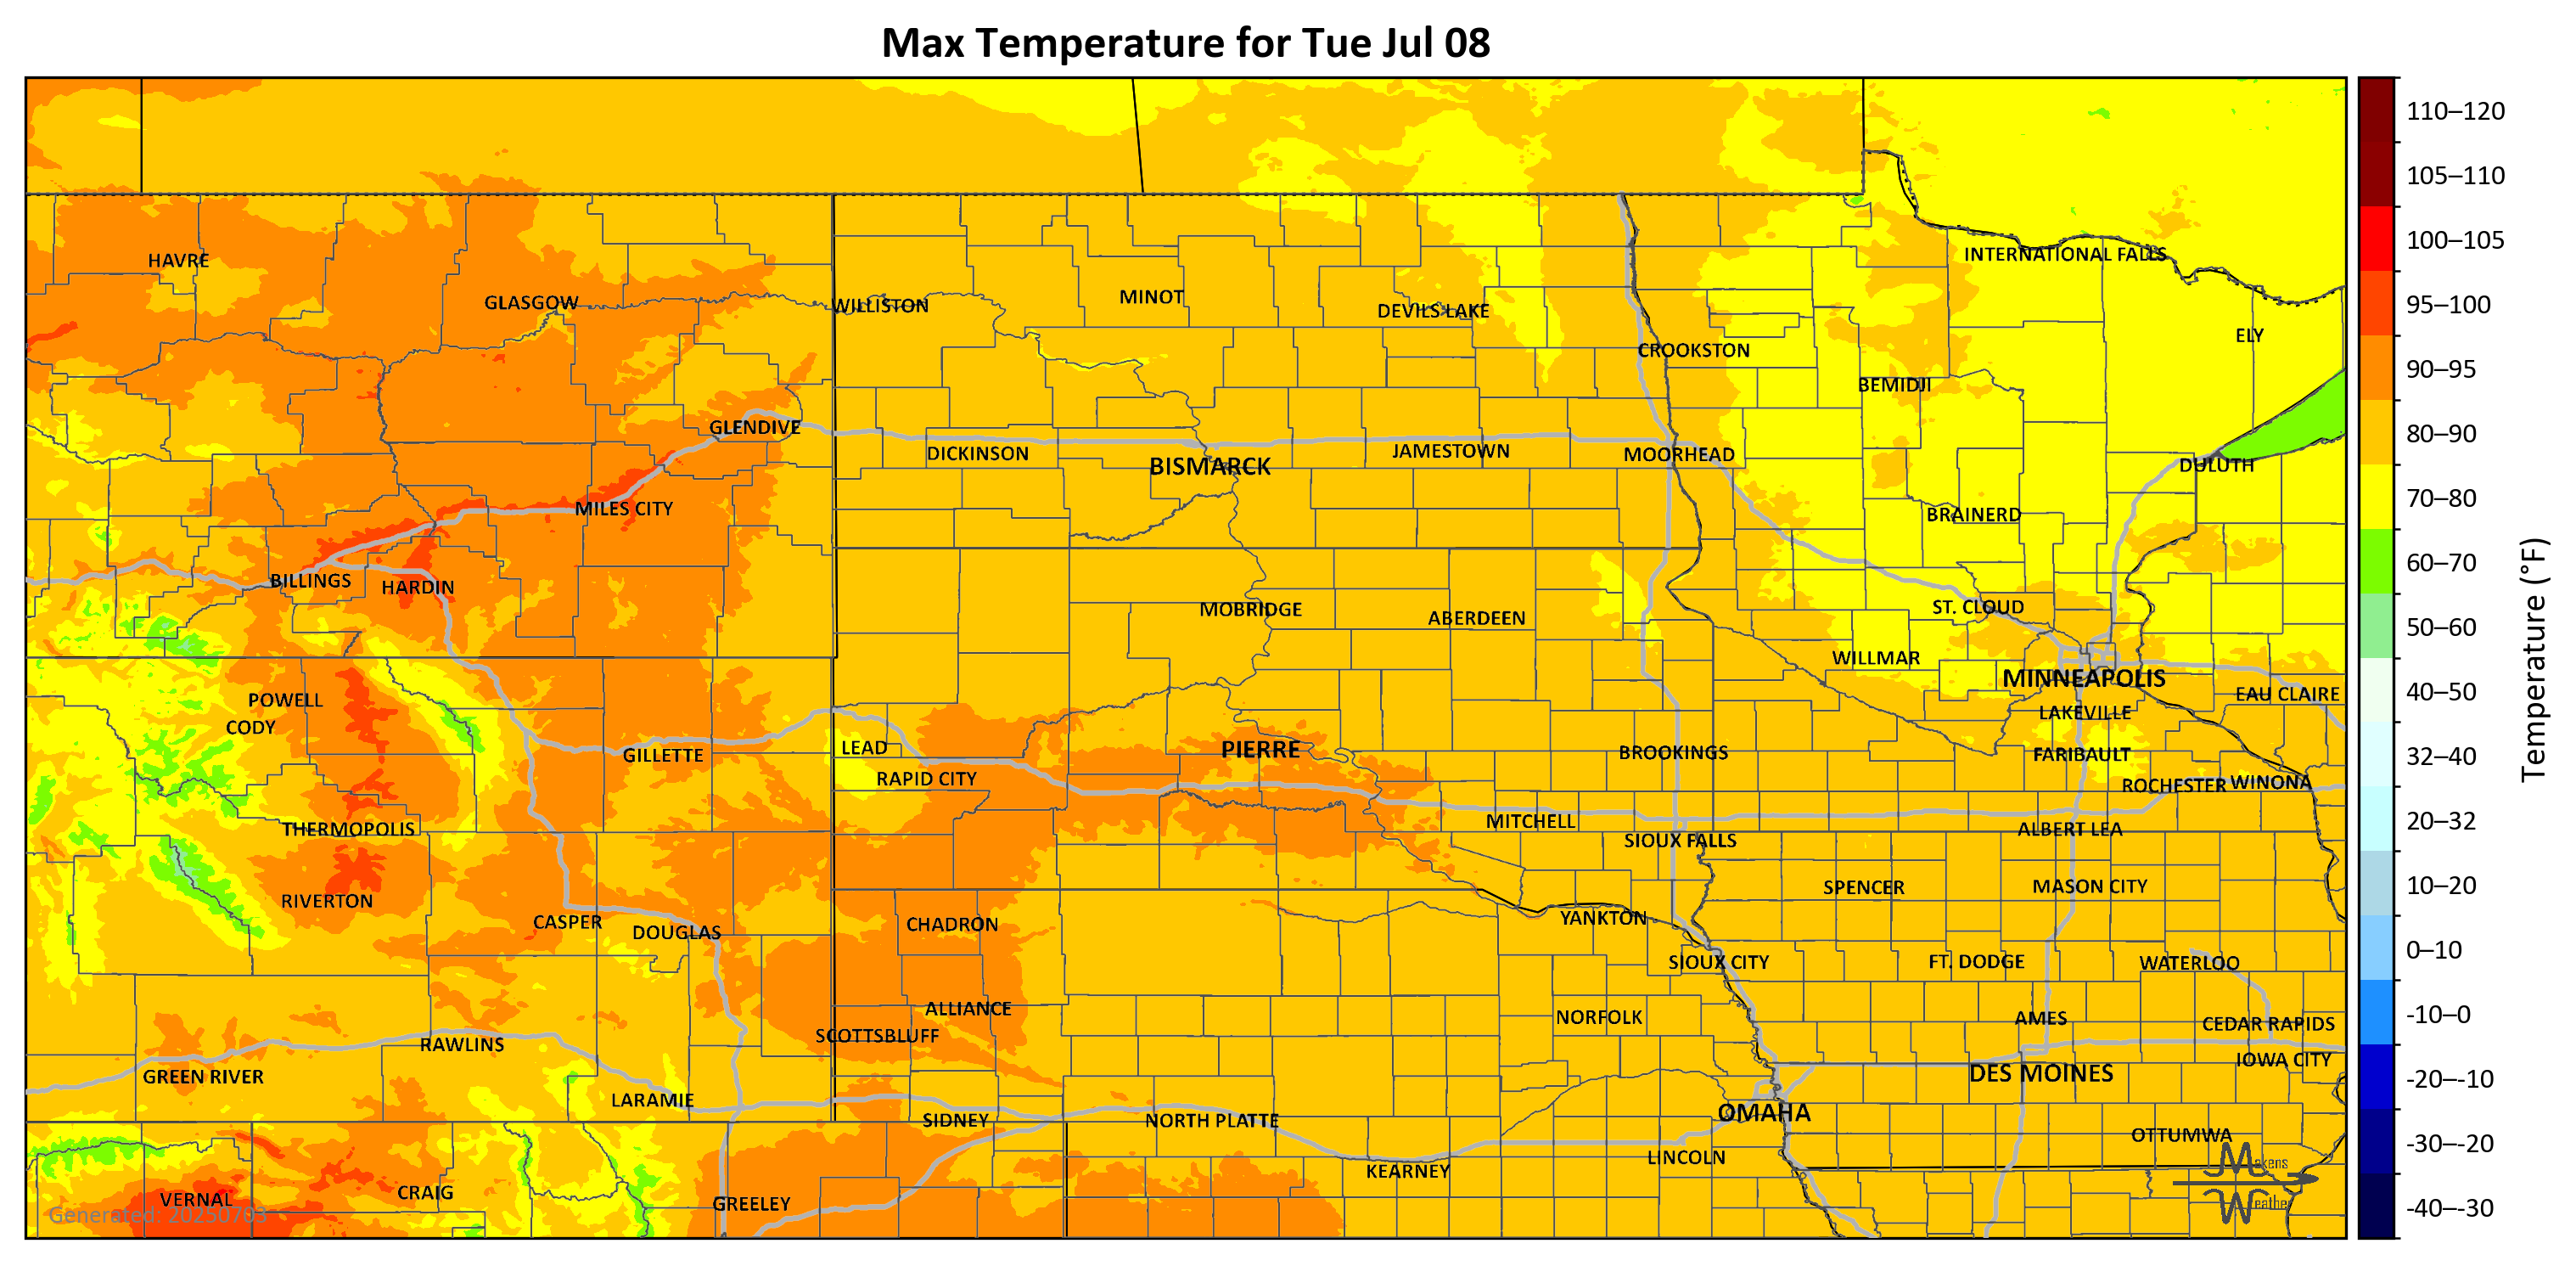 Max Temperature for Tue Jul 08
HAVRE
GLASGOW
WILLISTON
MINOT
DEVILS LAKE
CROOKSTON
INTERNATIONAL FALLS
ELY
BEMIDJI
GLENDIVE
DICKINSON
BISMARCK
JAMESTOWN
MOORHEAD
DULUTH
MILES CITY
BRAINERD
BILLINGS
HARDIN
MOBRIDGE
ABERDEEN
ST. CLOUD
WILLMAR
MINNEAPOLIS
EAU CLAIRE
POWELL
CODY
LAKEVILLE
GILLETTE
LEAD
RAPID CITY
PIERRE
BROOKINGS
FARIBAULT
ROCHESTER
WINONA
THERMOPOLIS
MITCHELL
SIOUX FALLS
ALBERT LEA
RIVERTON
SPENCER
MASON CITY
CASPER
DOUGLAS
CHADRON
YANKTON
SIOUX CITY
FT. DODGE
WATERLOO
ALLIANCE
SCOTTSBLUFF
NORFOLK
AMES
CEDAR RAPIDS
RAWLINS
IOWA CITY
GREEN RIVER
DES MOINES
LARAMIE
SIDNEY
NORTH PLATTE
OMAHA
OTTUMWA
LINCOLN
KEARNEY
VERNAL
CRAIG
GREELEY
Generated: 20250703
Makens
Weather
110–120
105–110
100–105
95–100
90–95
80–90
70–80
60–70
50–60
40–50
32–40
20–32
10–20
0–10
-10–0
-20–-10
-30–-20
-40–-30
Temperature (°F)